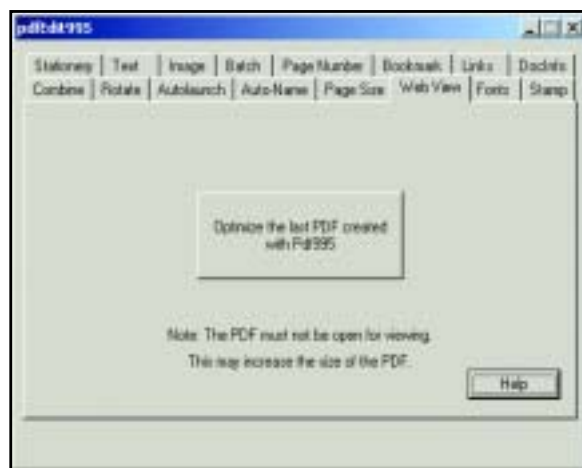 pdfEdit995
Stationery Text Image Batch Page Number Bookmark Links DocInfo
Combine Rotate Autolaunch Auto-Name Page Size Web View Fonts Stamp
Optimize the last PDF created
with Pdf995
Note: The PDF must not be open for viewing.
This may increase the size of the PDF.
Help